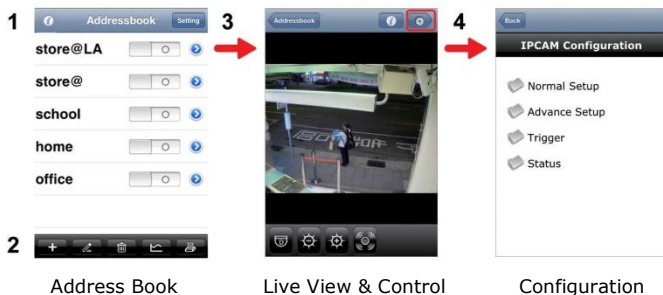 1
Addressbook
Setting
store@LA
store@
school
home
office
2
Address Book
3
Addressbook
Live View & Control
4
Back
IPCAM Configuration
Normal Setup
Advance Setup
Trigger
Status
Configuration